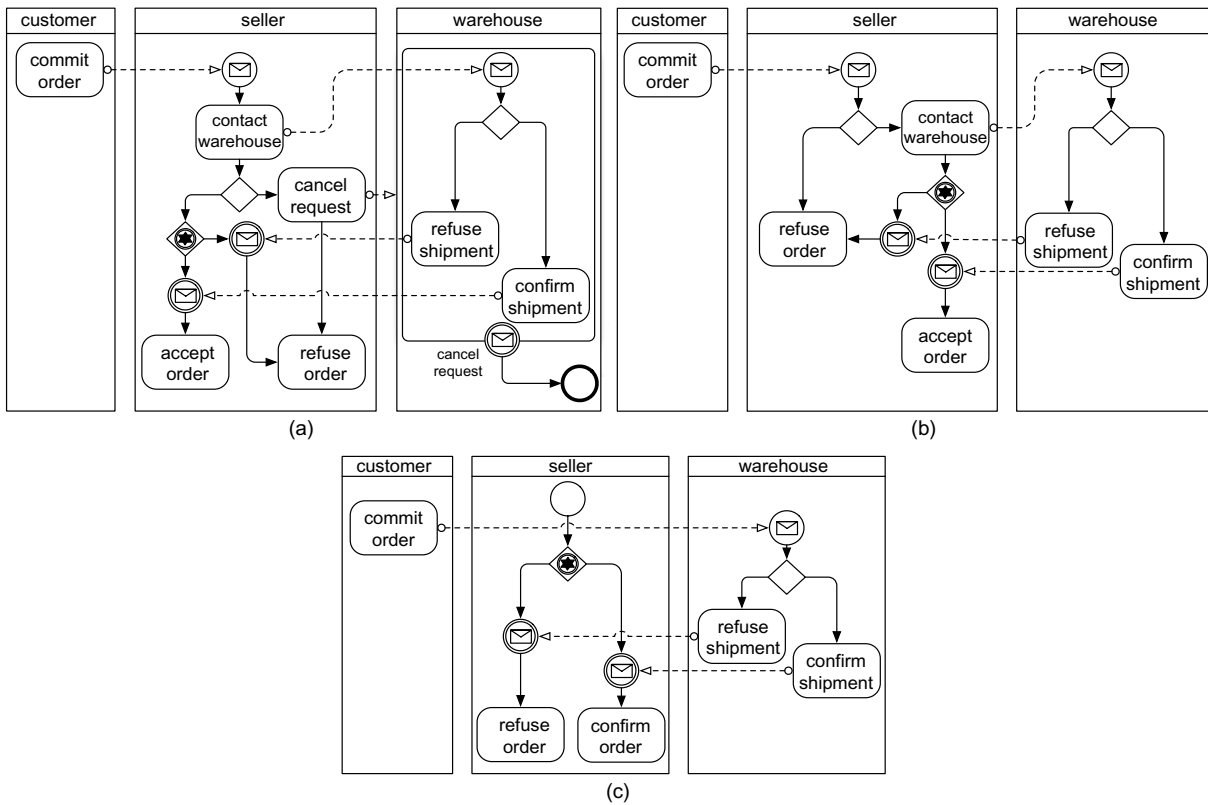 customer
seller
warehouse
commit
order
contact
warehouse
cancel
request
refuse
shipment
confirm
shipment
accept
order
refuse
order
cancel
request
(a)
customer
seller
warehouse
commit
order
contact
warehouse
refuse
order
refuse
shipment
confirm
shipment
accept
order
(b)
customer
seller
warehouse
commit
order
refuse
shipment
confirm
shipment
refuse
order
confirm
order
(c)